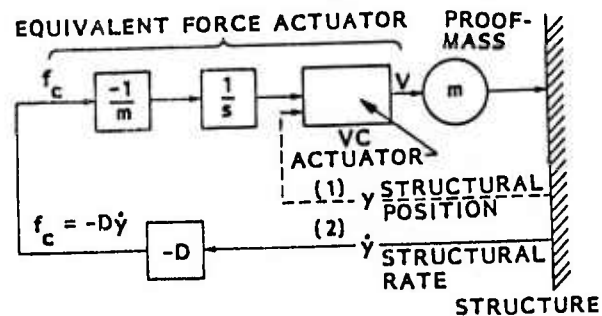 EQUIVALENT FORCE ACTUATOR
PROOF-
MASS
f_c
-1
m
1
s
V
m
VC
ACTUATOR
(1) y STRUCTURAL
POSITION
f_c = -Dẏ
-D
(2) ẏ
STRUCTURAL
RATE
STRUCTURE